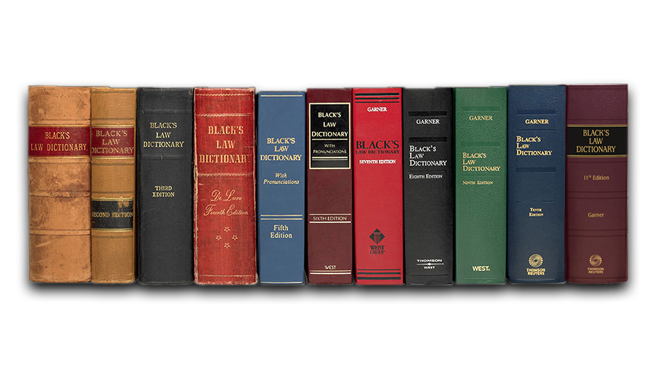 BLACK'S
LAW DICTIONARY
BLACK'S
LAW
DICTIONARY
SECOND EDITION
BLACK'S
LAW
DICTIONARY
THIRD
EDITION
BLACK'S
LAW
DICTIONARY
De Luxe
Fourth Edition
BLACK'S
LAW
DICTIONARY
With
Pronunciations
Fifth
Edition
BLACK'S
LAW
DICTIONARY
WITH
PRONUNCIATIONS
SIXTH EDITION
WEST
GARNER
BLACK'S
LAW DICTIONARY
SEVENTH EDITION
WEST
GROUP
GARNER
BLACK'S
LAW
DICTIONARY
EIGHTH EDITION
THOMSON
WEST
GARNER
BLACK'S
LAW
DICTIONARY
NINTH EDITION
WEST.
GARNER
BLACK'S
LAW
DICTIONARY
TENTH
EDITION
THOMSON
REUTERS
BLACK'S
LAW
DICTIONARY
11th Edition
Garner
THOMSON
REUTERS